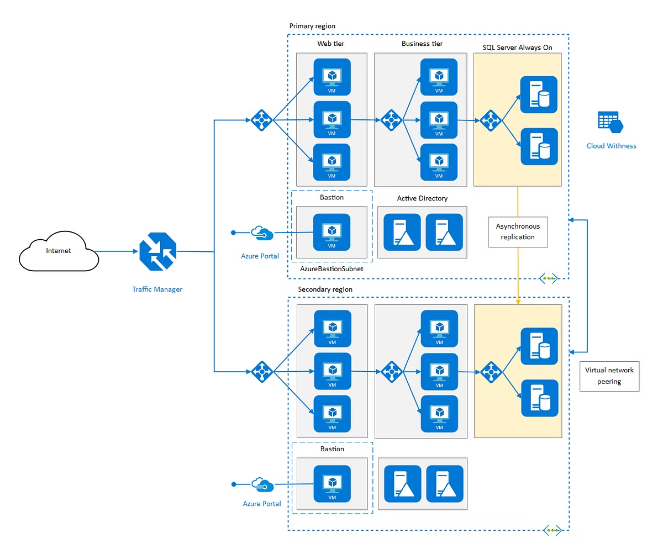 Primary region
Web tier
Business tier
SQL Server Always On
VM
VM
VM
VM
VM
VM
Cloud Withness
Bastion
Active Directory
VM
Azure Portal
AzureBastionSubnet
Asynchronous
replication
Internet
Traffic Manager
Secondary region
VM
VM
VM
VM
VM
VM
Virtual network
peering
Bastion
VM
Azure Portal